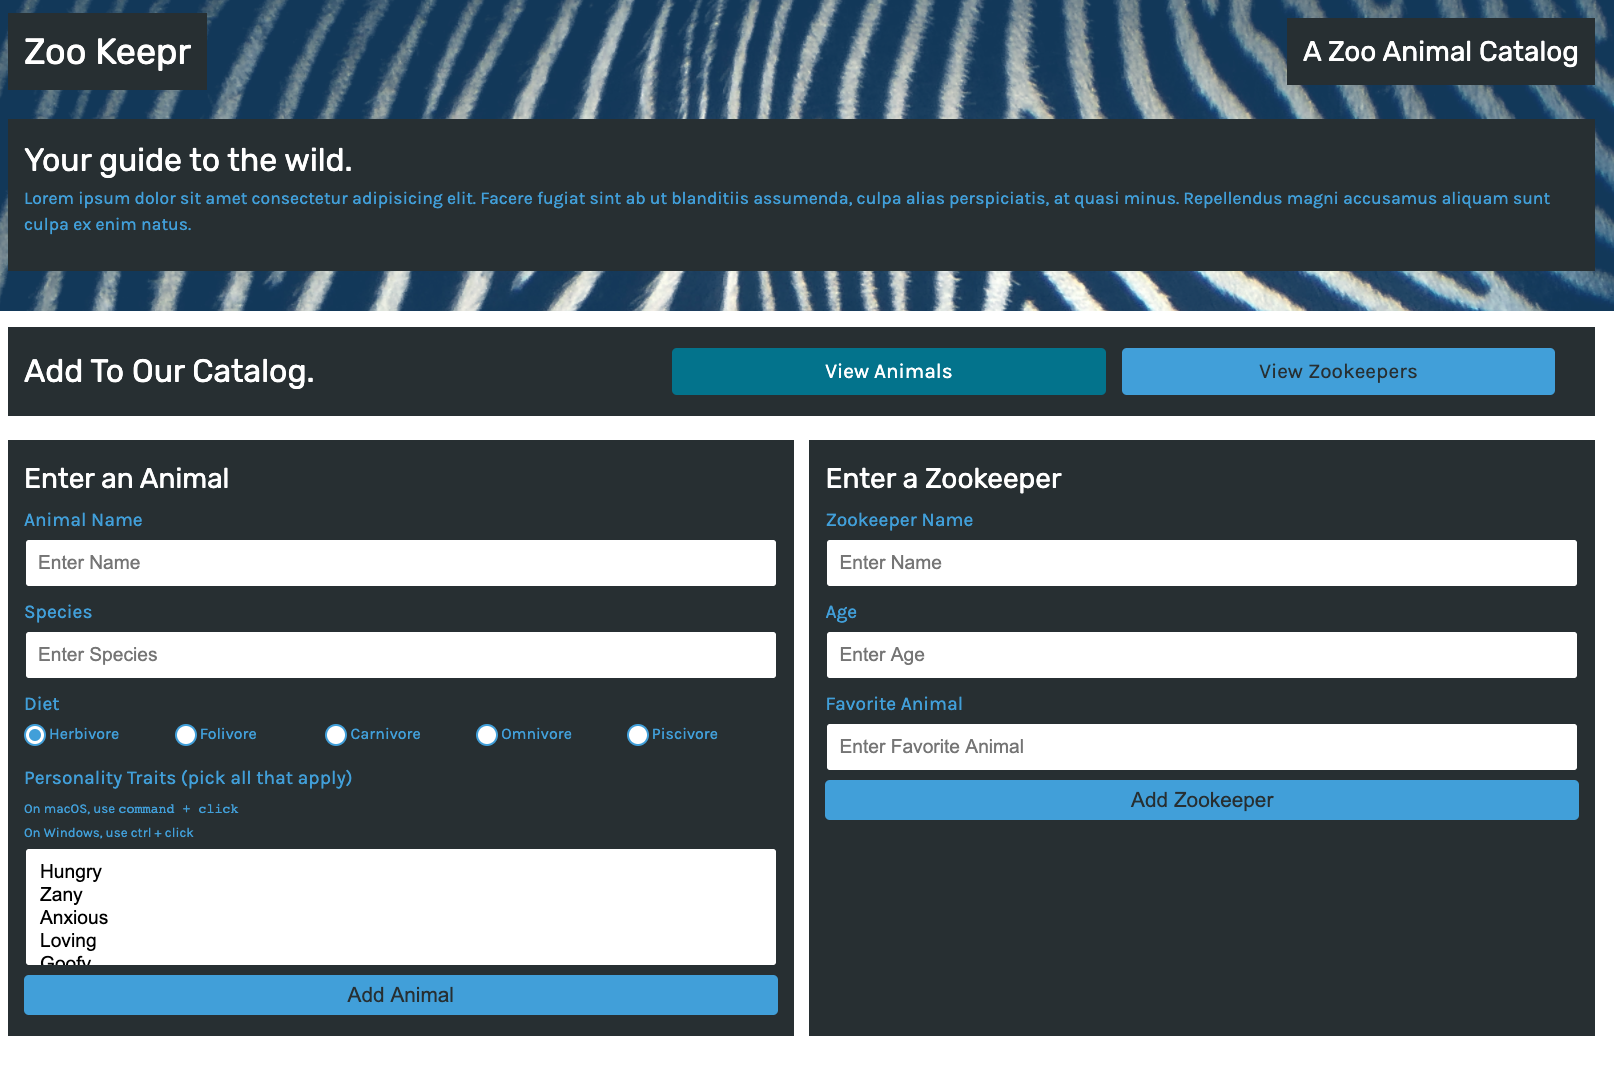 Zoo Keepr
A Zoo Animal Catalog
Your guide to the wild.
Lorem ipsum dolor sit amet consectetur adipisicing elit. Facere fugiat sint ab ut blanditiis assumenda, culpa alias perspiciatis, at quasi minus. Repellendus magni accusamus aliquam sunt
culpa ex enim natus.
Add To Our Catalog.
View Animals
View Zookeepers
Enter an Animal
Animal Name
Enter Name
Species
Enter Species
Diet
Herbivore Folivore Carnivore Omnivore Piscivore
Personality Traits (pick all that apply)
On macOS, use command + click
On Windows, use ctrl + click
Hungry
Zany
Anxious
Loving
Goofy
Add Animal
Enter a Zookeeper
Zookeeper Name
Enter Name
Age
Enter Age
Favorite Animal
Enter Favorite Animal
Add Zookeeper